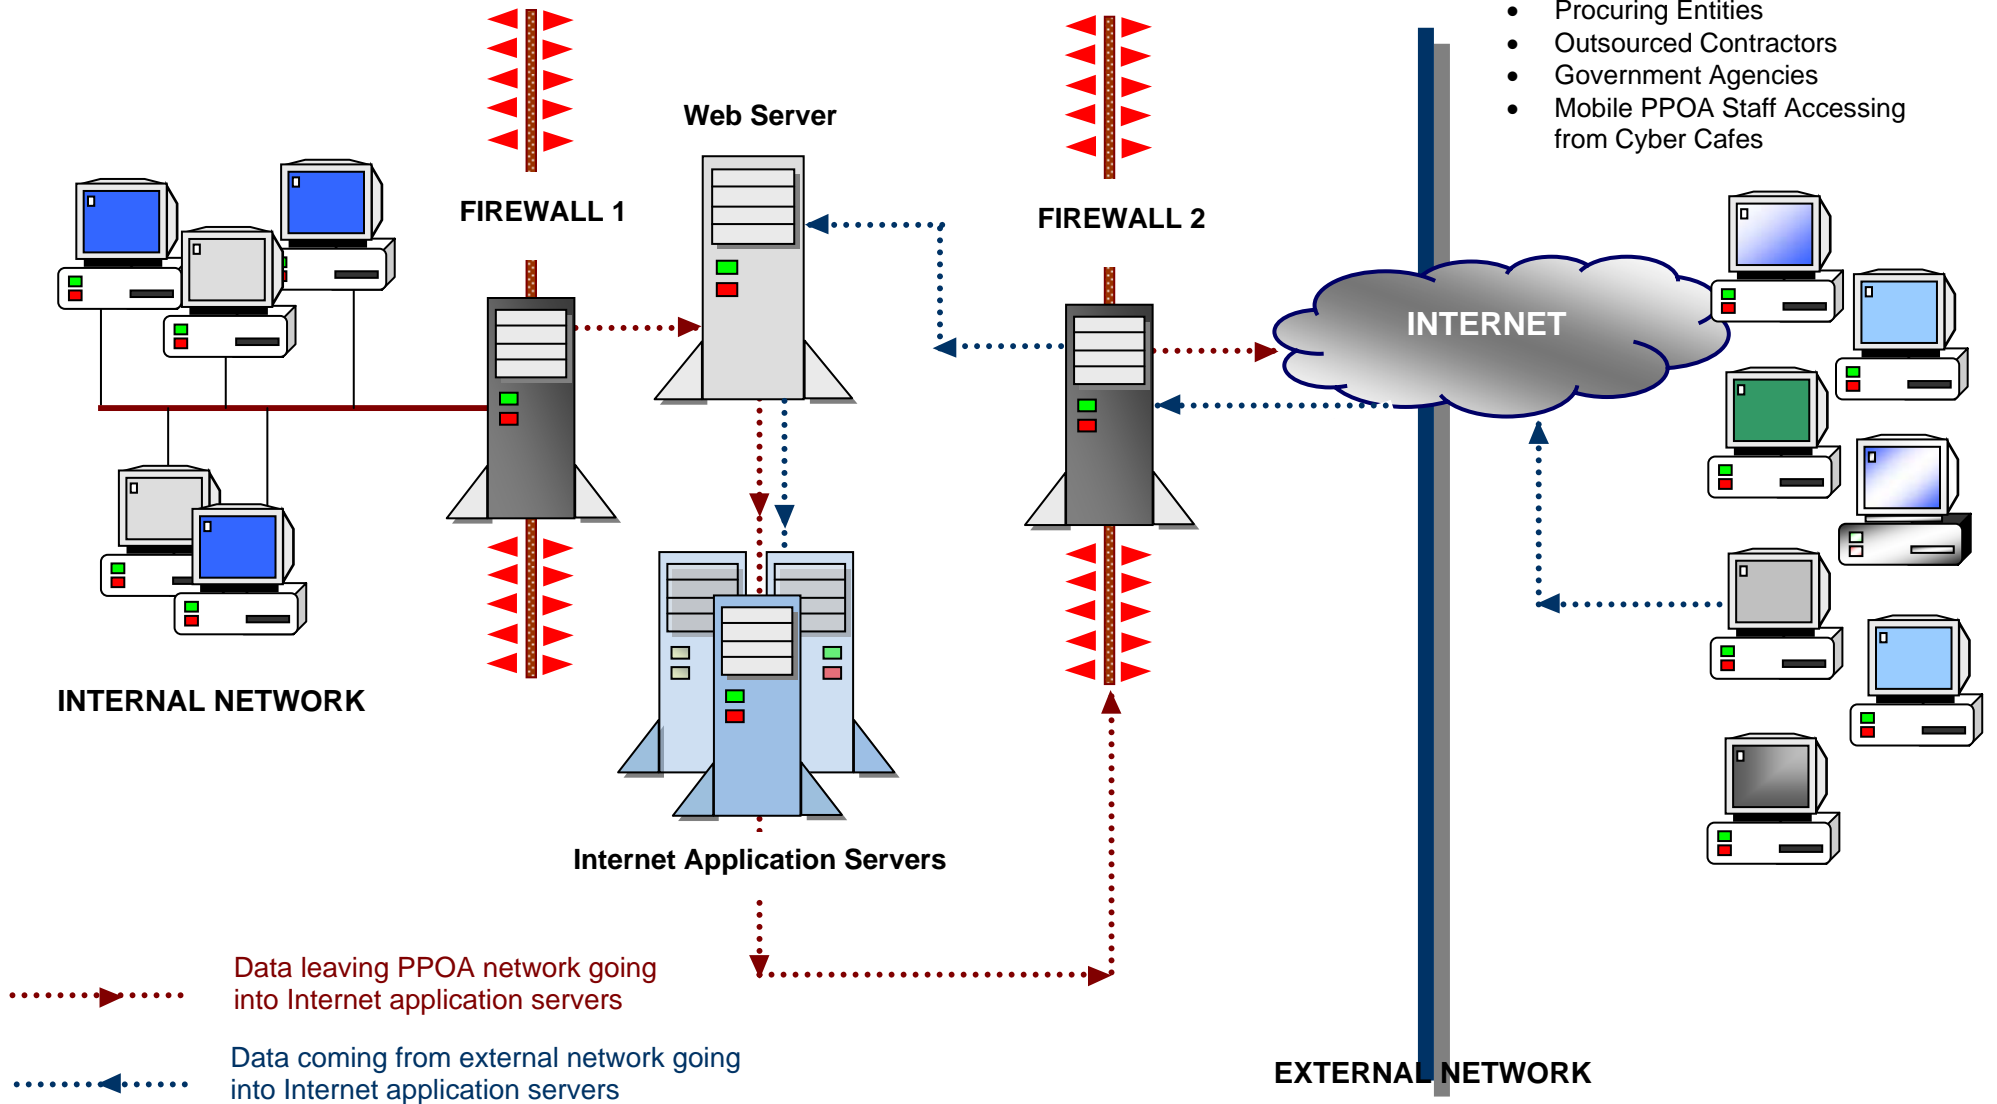 • Procuring Entities
• Outsourced Contractors
• Government Agencies
• Mobile PPOA Staff Accessing
from Cyber Cafes
Web Server
FIREWALL 1
FIREWALL 2
INTERNET
INTERNAL NETWORK
Internet Application Servers
Data leaving PPOA network going
into Internet application servers
Data coming from external network going
into Internet application servers
EXTERNAL NETWORK